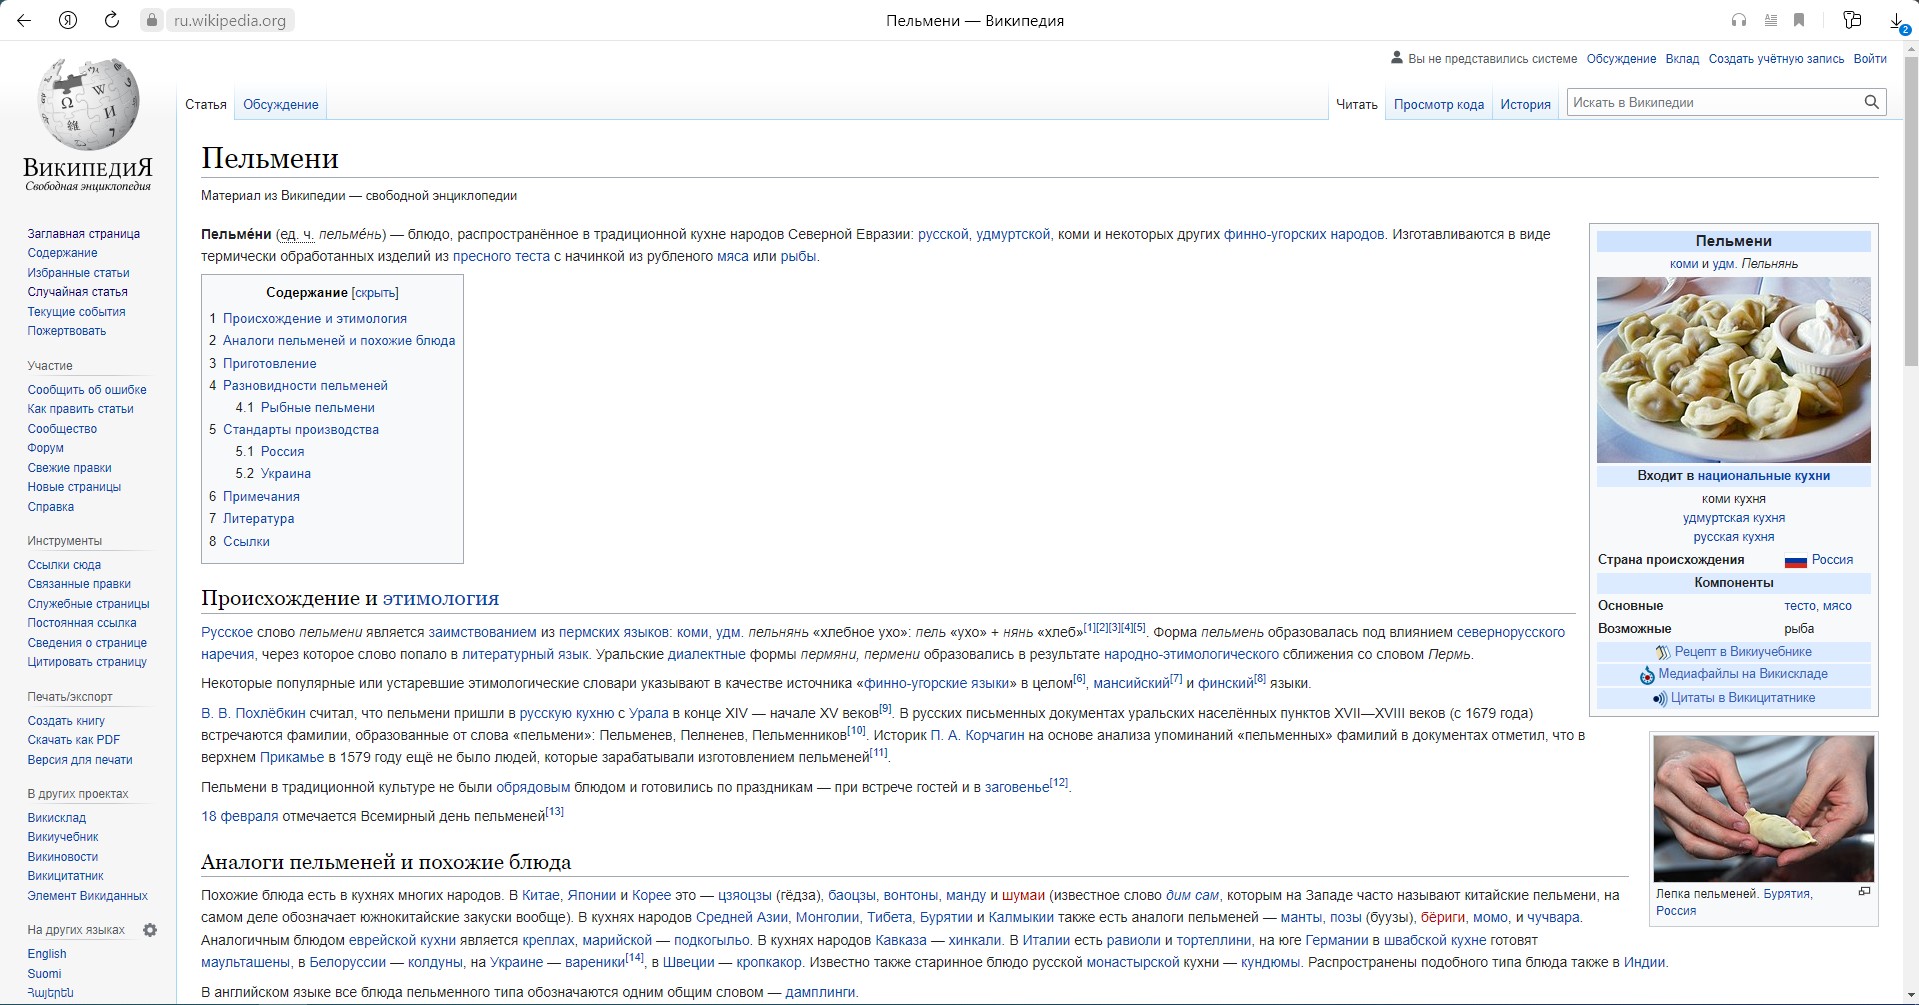 ru.wikipedia.org
Пельмени — Википедия
2
Вы не представились системе Обсуждение Вклад Создать учётную запись Войти
Статья Обсуждение
Читать Просмотр кода История
Искать в Википедии
ВикипедиЯ
Свободная энциклопедия
Заглавная страница
Содержание
Избранные статьи
Случайная статья
Текущие события
Пожертвовать
Участие
Сообщить об ошибке
Как править статьи
Сообщество
Форум
Свежие правки
Новые страницы
Справка
Инструменты
Ссылки сюда
Связанные правки
Служебные страницы
Постоянная ссылка
Сведения о странице
Цитировать страницу
Печать/экспорт
Создать книгу
Скачать как PDF
Версия для печати
В других проектах
Викисклад
Викиучебник
Викиновости
Викицитатник
Элемент Викиданных
На других языках
English
Suomi
Հայերեն
Пельмени
Материал из Википедии — свободной энциклопедии
Пельме́ни (ед. ч. пельме́нь) — блюдо, распространённое в традиционной кухне народов Северной Евразии: русской, удмуртской, коми и некоторых других финно-угорских народов. Изготавливаются в виде
термически обработанных изделий из пресного теста с начинкой из рубленого мяса или рыбы.
Содержание [скрыть]
1 Происхождение и этимология
2 Аналоги пельменей и похожие блюда
3 Приготовление
4 Разновидности пельменей
4.1 Рыбные пельмени
5 Стандарты производства
5.1 Россия
5.2 Украина
6 Примечания
7 Литература
8 Ссылки
Происхождение и этимология
Русское слово пельмени является заимствованием из пермских языков: коми, удм. пельнянь «хлебное ухо»: пель «ухо» + нянь «хлеб»[1][2][3][4][5]. Форма пельмень образовалась под влиянием севернорусского
наречия, через которое слово попало в литературный язык. Уральские диалектные формы пермяни, пермени образовались в результате народно-этимологического сближения со словом Пермь.
Некоторые популярные или устаревшие этимологические словари указывают в качестве источника «финно-угорские языки» в целом[6], мансийский[7] и финский[8] языки.
В. В. Похлёбкин считал, что пельмени пришли в русскую кухню с Урала в конце XIV — начале XV веков[9]. В русских письменных документах уральских населённых пунктов XVII—XVIII веков (с 1679 года)
встречаются фамилии, образованные от слова «пельмени»: Пельменев, Пелненев, Пельменников[10]. Историк П. А. Корчагин на основе анализа упоминаний «пельменных» фамилий в документах отметил, что в
верхнем Прикамье в 1579 году ещё не было людей, которые зарабатывали изготовлением пельменей[11].
Пельмени в традиционной культуре не были обрядовым блюдом и готовились по праздникам — при встрече гостей и в заговенье[12].
18 февраля отмечается Всемирный день пельменей[13]
Аналоги пельменей и похожие блюда
Похожие блюда есть в кухнях многих народов. В Китае, Японии и Корее это — цзяоцзы (гёдза), баоцзы, вонтоны, манду и шумаи (известное слово дим сам, которым на Западе часто называют китайские пельмени, на
самом деле обозначает южнокитайские закуски вообще). В кухнях народов Средней Азии, Монголии, Тибета, Бурятии и Калмыкии также есть аналоги пельменей — манты, позы (буузы), бёриги, момо, и чучвара.
Аналогичным блюдом еврейской кухни является креплах, марийской — подкогыльо. В кухнях народов Кавказа — хинкали. В Италии есть равиоли и тортеллини, на юге Германии в швабской кухне готовят
маульташены, в Белоруссии — колдуны, на Украине — вареники[14], в Швеции — кропкакор. Известно также старинное блюдо русской монастырской кухни — кундюмы. Распространены подобного типа блюда также в Индии.
В английском языке все блюда пельменного типа обозначаются одним общим словом — дамплинги.
Пельмени
коми и удм. Пельнянь
Входит в национальные кухни
коми кухня
удмуртская кухня
русская кухня
Страна происхождения Россия
Компоненты
Основные тесто, мясо
Возможные рыба
Рецепт в Викиучебнике
Медиафайлы на Викискладе
Цитаты в Викицитатнике
Лепка пельменей. Бурятия,
Россия